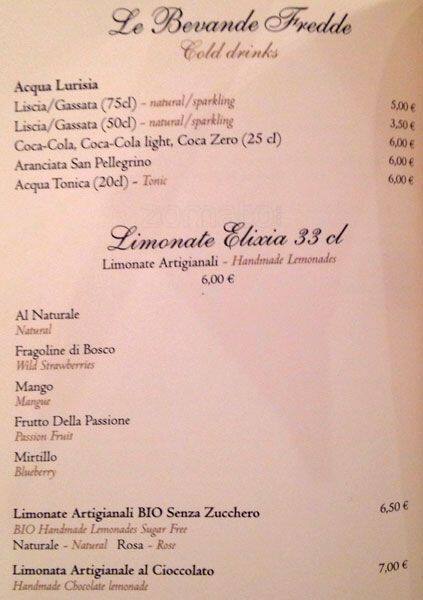 Le Bevande Fredde
Cold drinks
Acqua Lurisia
Liscia/Gassata (75cl) - natural/sparkling 5,00 €
Liscia/Gassata (50cl) - natural/sparkling 3,50 €
Coca-Cola, Coca-Cola light, Coca Zero (25 cl) 6,00 €
Aranciata San Pellegrino 6,00 €
Acqua Tonica (20cl) - Tonic 6,00 €
Limonate Elixia 33 cl
Limonate Artigianali - Handmade Lemonades
6,00 €
Al Naturale
Natural
Fragoline di Bosco
Wild Strawberries
Mango
Mangue
Frutto Della Passione
Passion Fruit
Mirtillo
Blueberry
Limonate Artigianali BIO Senza Zucchero 6,50 €
BIO Handmade Lemonades Sugar Free
Naturale - Natural Rosa - Rose
Limonata Artigianale al Cioccolato 7,00 €
Handmade Chocolate lemonade